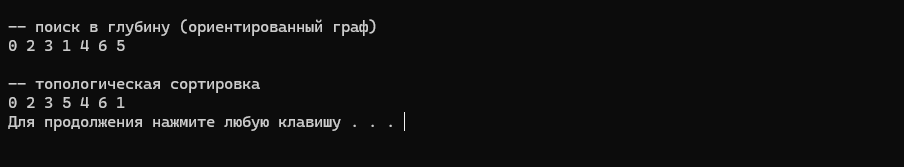 —— поиск в глубину (ориентированный граф)
0 2 3 1 4 6 5
—— топологическая сортировка
0 2 3 5 4 6 1
Для продолжения нажмите любую клавишу . . .